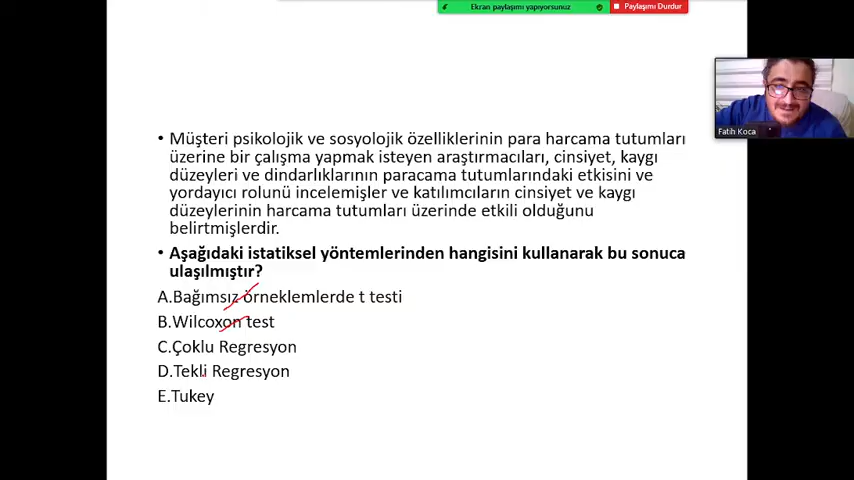 Ekran paylaşımı yapıyorsunuz
Paylaşımı Durdur
Fatih Koca
• Müşteri psikolojik ve sosyolojik özelliklerinin para harcama tutumları
üzerine bir çalışma yapmak isteyen araştırmacıları, cinsiyet, kaygı
düzeyleri ve dindarlıklarının paracama tutumlarındaki etkisini ve
yordayıcı rolunü incelemişler ve katılımcıların cinsiyet ve kaygı
düzeylerinin harcama tutumları üzerinde etkili olduğunu
belirtmişlerdir.
• Aşağıdaki istatiksel yöntemlerinden hangisini kullanarak bu sonuca
ulaşılmıştır?
A.Bağımsız örneklemlerde t testi
B.Wilcoxon test
C.Çoklu Regresyon
D.Tekli Regresyon
E.Tukey